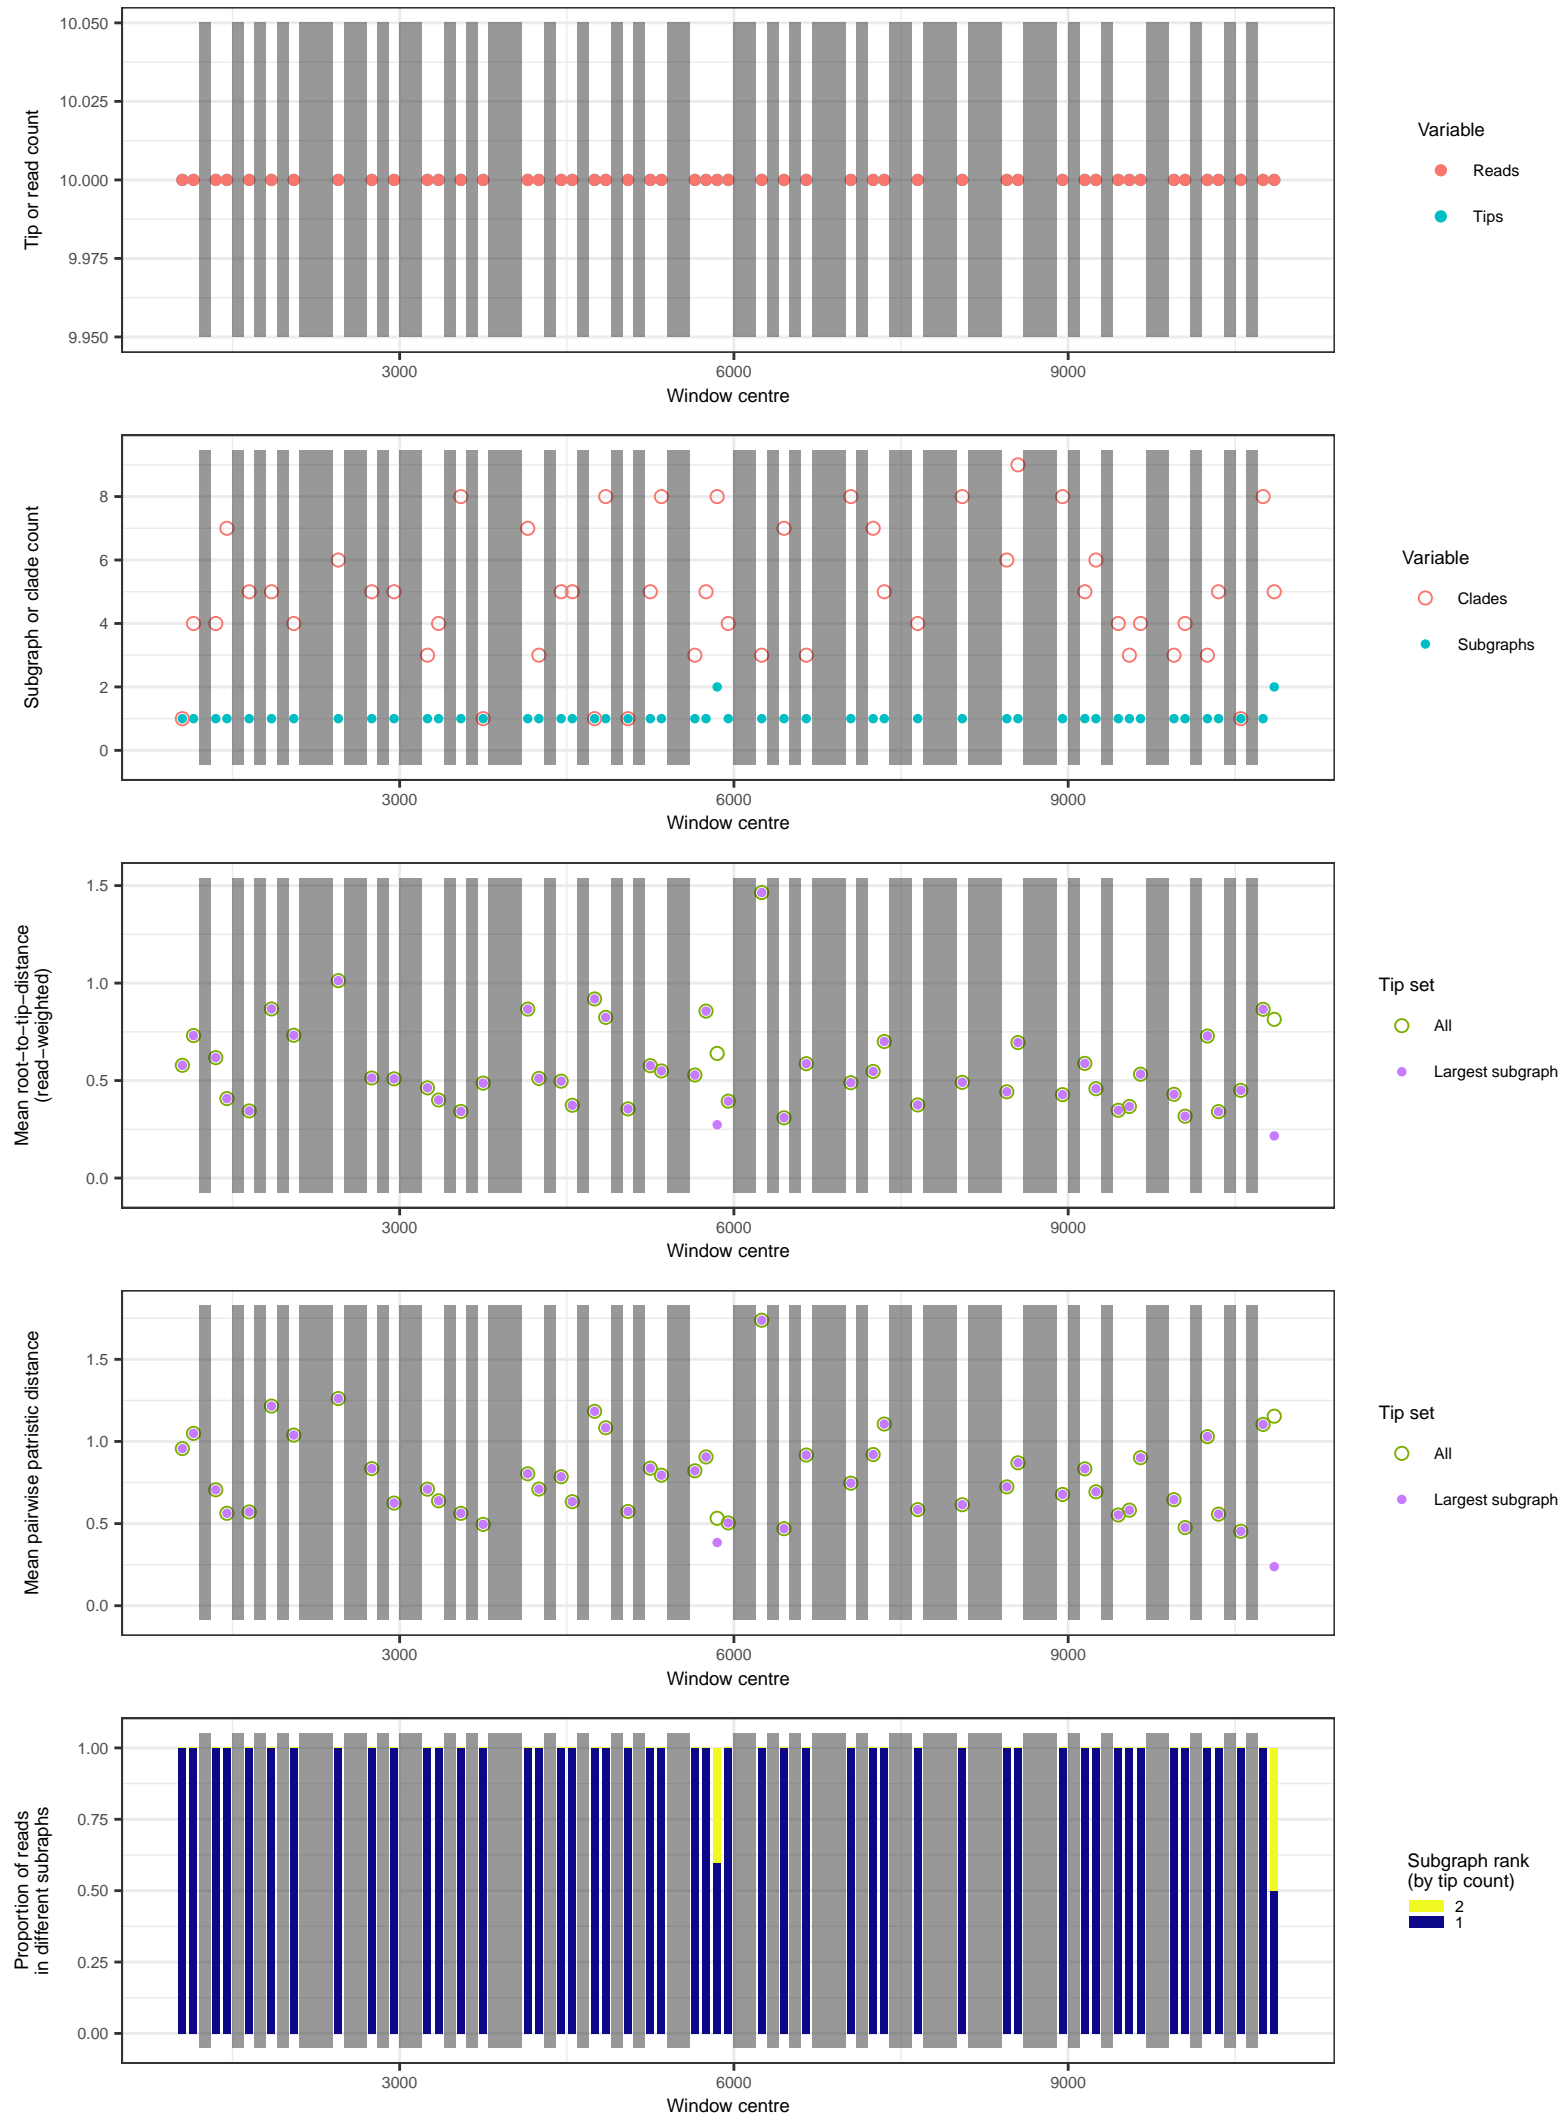 10.050
10.025
10.000
9.975
9.950
Tip or read count
3000
6000
9000
Window centre
Variable
Reads
Tips
8
6
4
2
0
Subgraph or clade count
3000
6000
9000
Window centre
Variable
Clades
Subgraphs
1.5
1.0
0.5
0.0
Mean root−to−tip−distance
(read−weighted)
3000
6000
9000
Window centre
Tip set
All
Largest subgraph
1.5
1.0
0.5
0.0
Mean pairwise patristic distance
3000
6000
9000
Window centre
Tip set
All
Largest subgraph
1.00
0.75
0.50
0.25
0.00
Proportion of reads
in different subraphs
3000
6000
9000
Window centre
Subgraph rank
(by tip count)
2
1